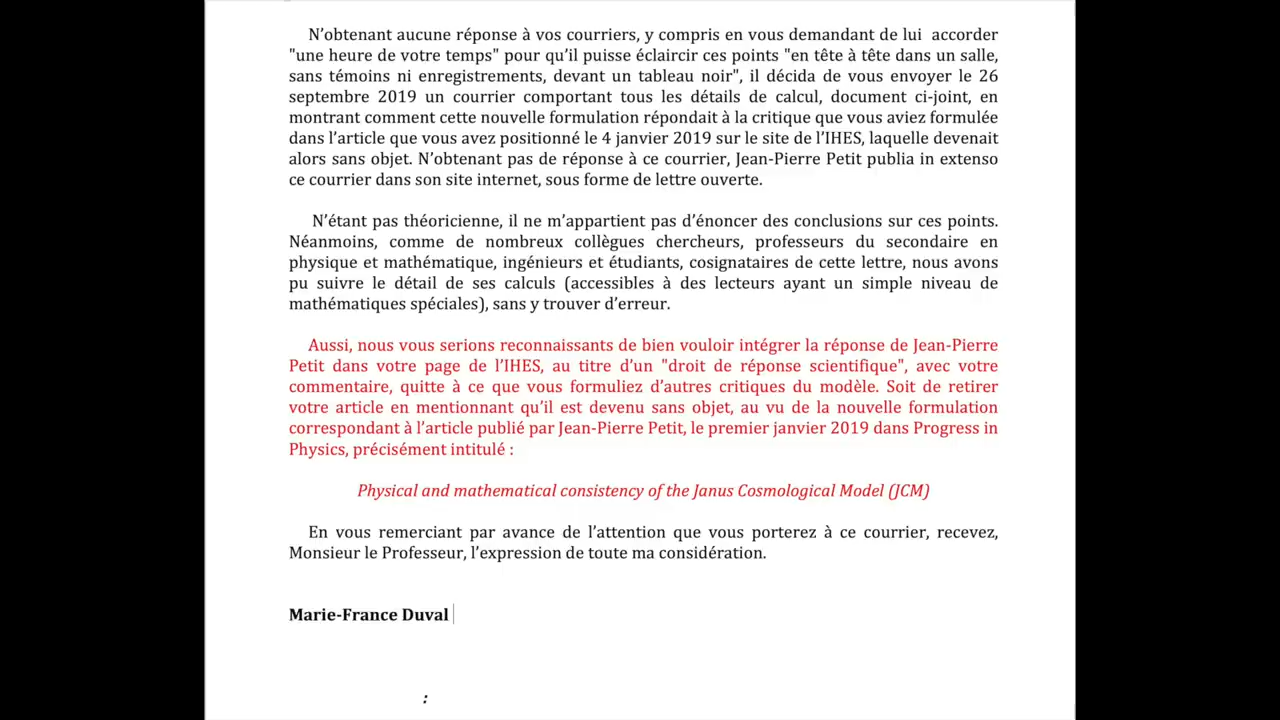 N’obtenant aucune réponse à vos courriers, y compris en vous demandant de lui accorder
"une heure de votre temps" pour qu’il puisse éclaircir ces points "en tête à tête dans un salle,
sans témoins ni enregistrements, devant un tableau noir", il décida de vous envoyer le 26
septembre 2019 un courrier comportant tous les détails de calcul, document ci-joint, en
montrant comment cette nouvelle formulation répondait à la critique que vous aviez formulée
dans l’article que vous avez positionné le 4 janvier 2019 sur le site de l’IHES, laquelle devenait
alors sans objet. N’obtenant pas de réponse à ce courrier, Jean-Pierre Petit publia in extenso
ce courrier dans son site internet, sous forme de lettre ouverte.
N’étant pas théoricienne, il ne m’appartient pas d’énoncer des conclusions sur ces points.
Néanmoins, comme de nombreux collègues chercheurs, professeurs du secondaire en
physique et mathématique, ingénieurs et étudiants, cosignataires de cette lettre, nous avons
pu suivre le détail de ses calculs (accessibles à des lecteurs ayant un simple niveau de
mathématiques spéciales), sans y trouver d’erreur.
Aussi, nous vous serions reconnaissants de bien vouloir intégrer la réponse de Jean-Pierre
Petit dans votre page de l’IHES, au titre d’un "droit de réponse scientifique", avec votre
commentaire, quitte à ce que vous formuliez d’autres critiques du modèle. Soit de retirer
votre article en mentionnant qu’il est devenu sans objet, au vu de la nouvelle formulation
correspondant à l’article publié par Jean-Pierre Petit, le premier janvier 2019 dans Progress in
Physics, précisément intitulé :
Physical and mathematical consistency of the Janus Cosmological Model (JCM)
En vous remerciant par avance de l’attention que vous porterez à ce courrier, recevez,
Monsieur le Professeur, l’expression de toute ma considération.
Marie-France Duval
: